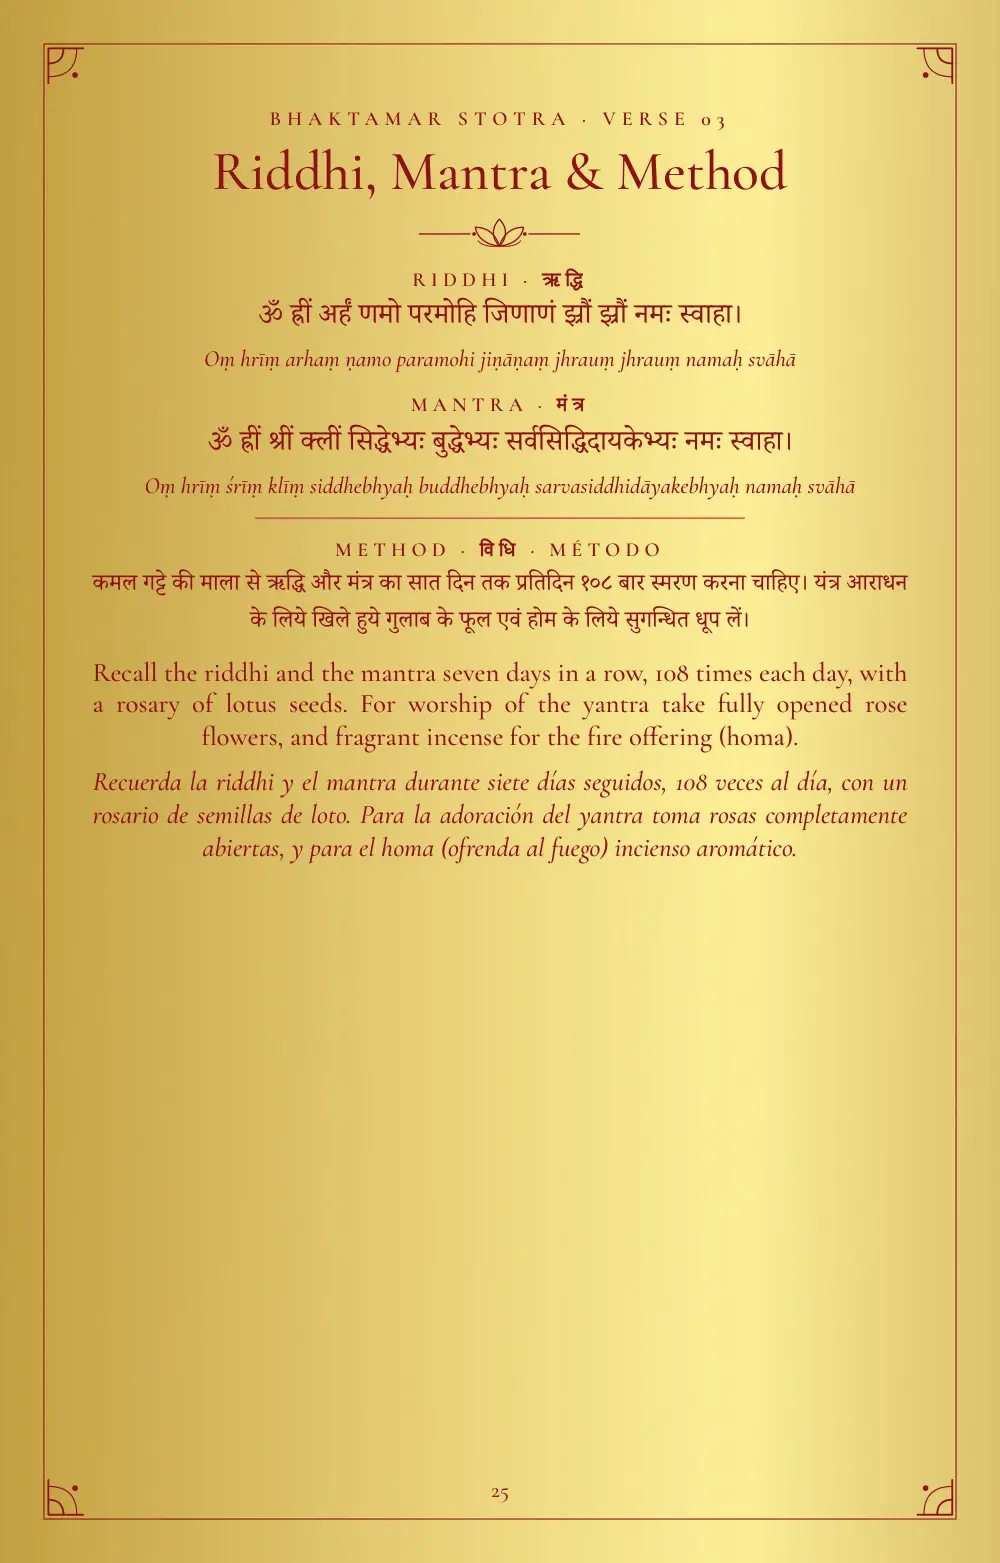 BHAKTAMAR STOTRA · VERSE 03
Riddhi, Mantra & Method
RIDDHI · ऋद्धि
ॐ ह्रीं अर्हं णमो परमोहि जिणाणं झ्रौं झ्रौं नमः स्वाहा।
Oṃ hrīṃ arhaṃ ṇamo paramohi jiṇāṇaṃ jhrauṃ jhrauṃ namaḥ svāhā
MANTRA · मंत्र
ॐ ह्रीं श्रीं क्लीं सिद्धेभ्यः बुद्धेभ्यः सर्वसिद्धिदायकेभ्यः नमः स्वाहा।
Oṃ hrīṃ śrīṃ klīṃ siddhebhyaḥ buddhebhyaḥ sarvasiddhidāyakebhyaḥ namaḥ svāhā
METHOD · विधि · MÉTODO
कमल गट्टे की माला से ऋद्धि और मंत्र का सात दिन तक प्रतिदिन १०८ बार स्मरण करना चाहिए। यंत्र आराधन
के लिये खिले हुये गुलाब के फूल एवं होम के लिये सुगन्धित धूप लें।
Recall the riddhi and the mantra seven days in a row, 108 times each day, with
a rosary of lotus seeds. For worship of the yantra take fully opened rose
flowers, and fragrant incense for the fire offering (homa).
Recuerda la riddhi y el mantra durante siete días seguidos, 108 veces al día, con un
rosario de semillas de loto. Para la adoración del yantra toma rosas completamente
abiertas, y para el homa (ofrenda al fuego) incienso aromático.
25